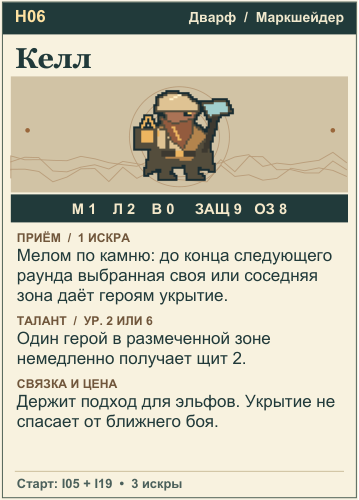 H06
Дварф / Маркшейдер
Келл
М 1 Л 2 В 0 ЗАЩ 9 ОЗ 8
ПРИЁМ / 1 ИСКРА
Мелом по камню: до конца следующего
раунда выбранная своя или соседняя
зона даёт героям укрытие.
ТАЛАНТ / УР. 2 ИЛИ 6
Один герой в размеченной зоне
немедленно получает щит 2.
СВЯЗКА И ЦЕНА
Держит подход для эльфов. Укрытие не
спасает от ближнего боя.
Старт: I05 + I19 • 3 искры